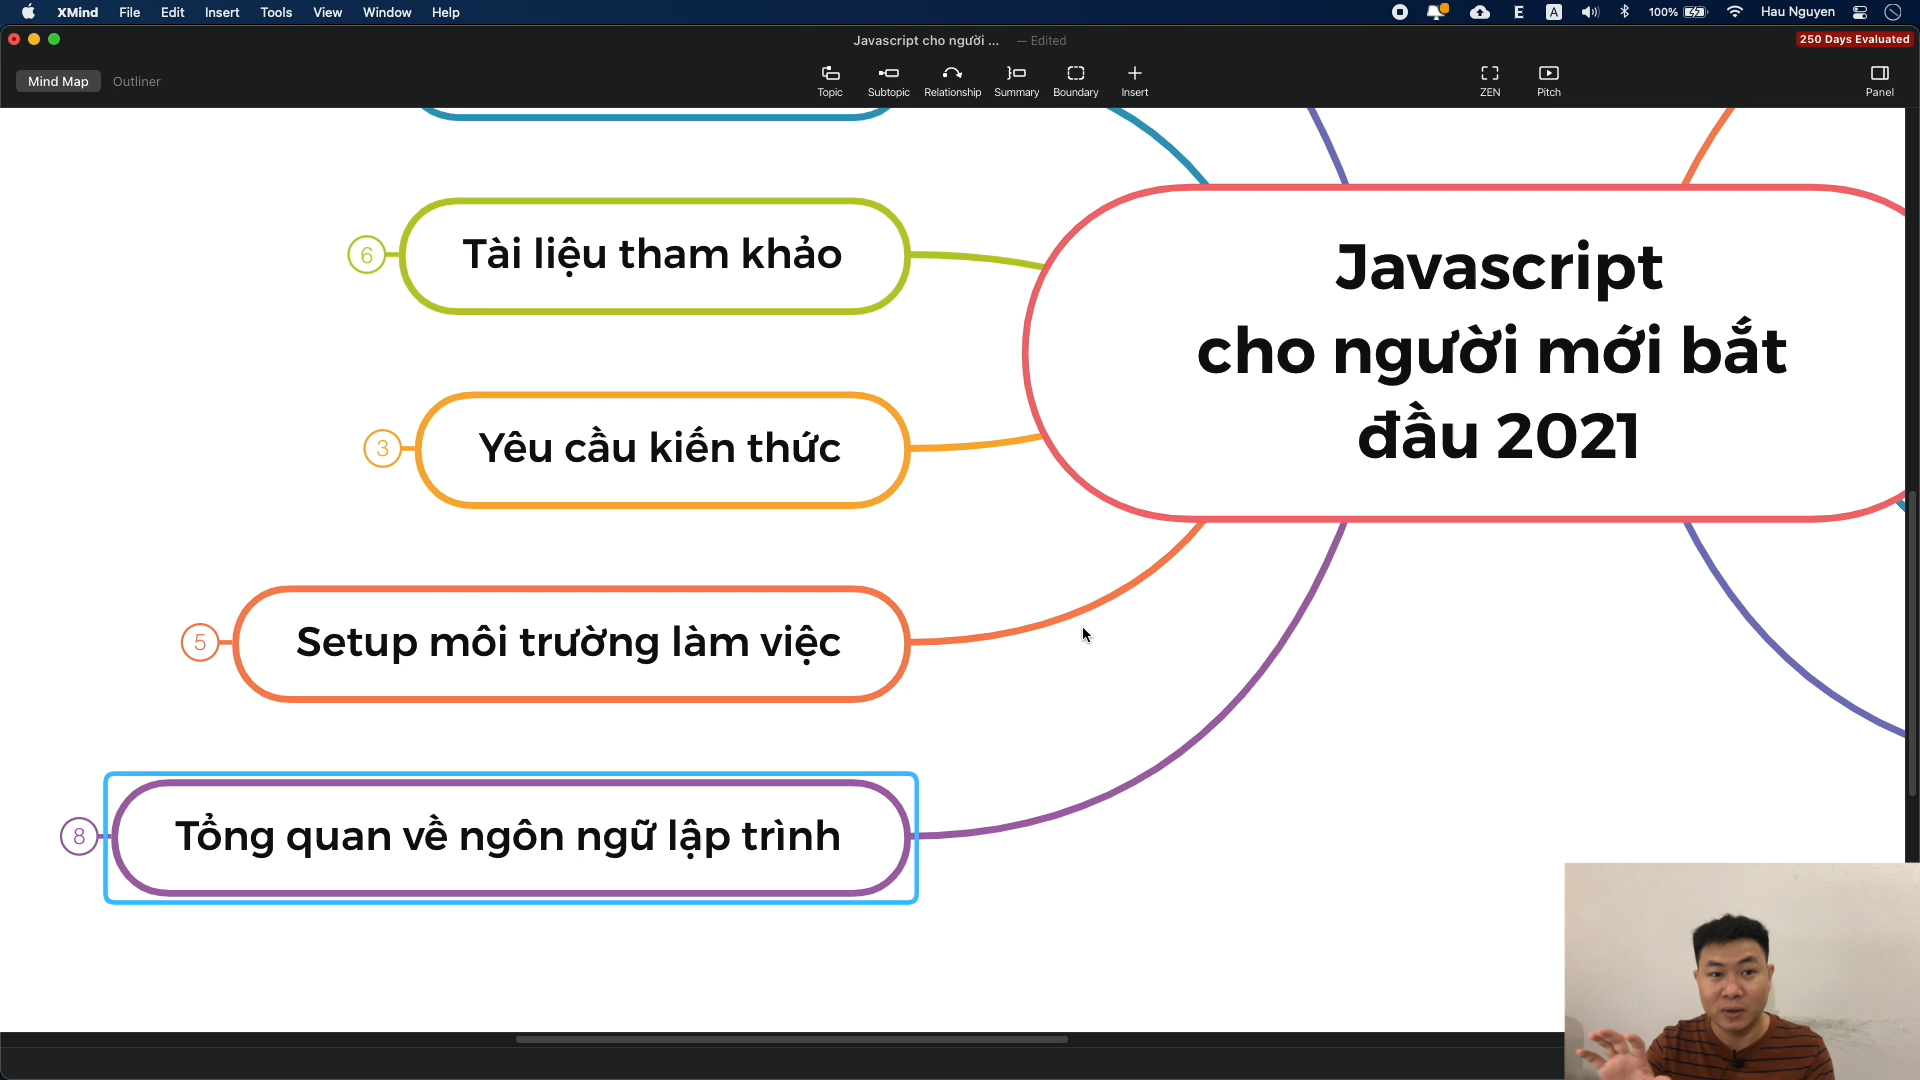 XMind File Edit Insert Tools View Window Help
E A 100% Hau Nguyen
Javascript cho người ... — Edited
250 Days Evaluated
Mind Map Outliner
Topic Subtopic Relationship Summary Boundary Insert
ZEN Pitch Panel
6 Tài liệu tham khảo
Javascript
cho người mới bắt
đầu 2021
3 Yêu cầu kiến thức
5 Setup môi trường làm việc
8 Tổng quan về ngôn ngữ lập trình